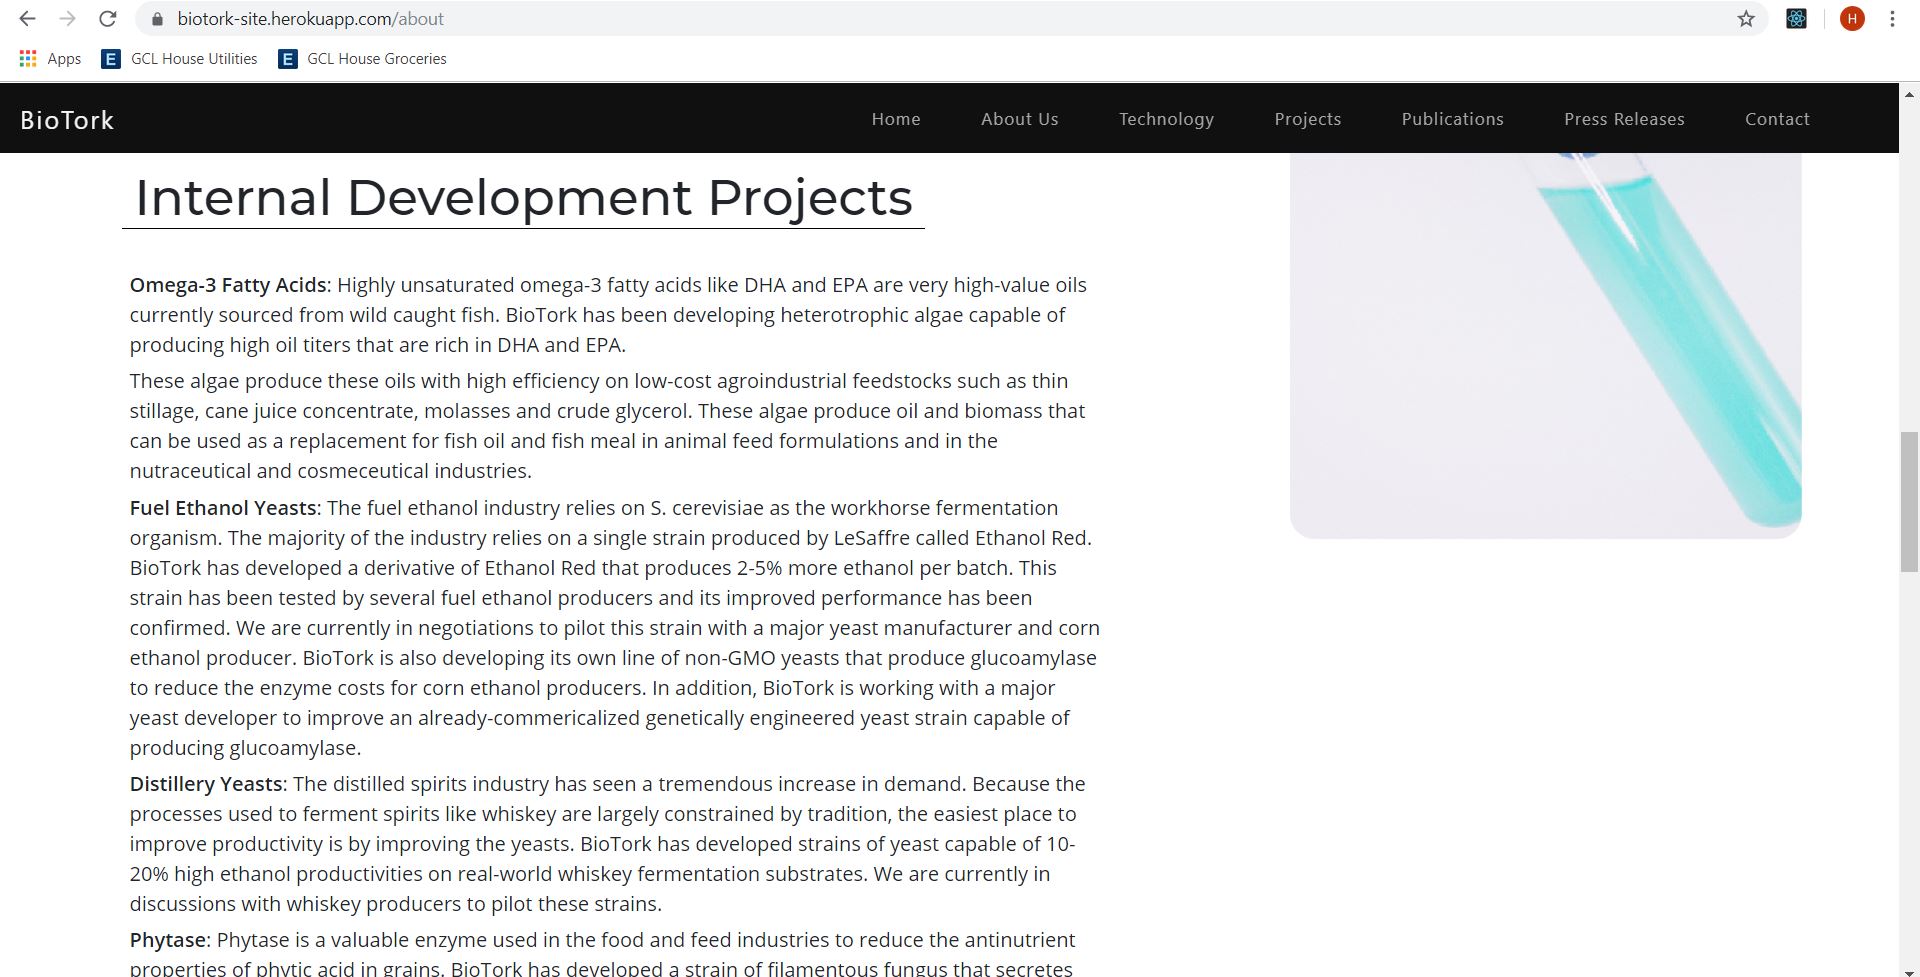 biotork-site.herokuapp.com/about
H
Apps
E GCL House Utilities
E GCL House Groceries
BioTork
Home
About Us
Technology
Projects
Publications
Press Releases
Contact
Internal Development Projects
Omega-3 Fatty Acids: Highly unsaturated omega-3 fatty acids like DHA and EPA are very high-value oils
currently sourced from wild caught fish. BioTork has been developing heterotrophic algae capable of
producing high oil titers that are rich in DHA and EPA.
These algae produce these oils with high efficiency on low-cost agroindustrial feedstocks such as thin
stillage, cane juice concentrate, molasses and crude glycerol. These algae produce oil and biomass that
can be used as a replacement for fish oil and fish meal in animal feed formulations and in the
nutraceutical and cosmeceutical industries.
Fuel Ethanol Yeasts: The fuel ethanol industry relies on S. cerevisiae as the workhorse fermentation
organism. The majority of the industry relies on a single strain produced by LeSaffre called Ethanol Red.
BioTork has developed a derivative of Ethanol Red that produces 2-5% more ethanol per batch. This
strain has been tested by several fuel ethanol producers and its improved performance has been
confirmed. We are currently in negotiations to pilot this strain with a major yeast manufacturer and corn
ethanol producer. BioTork is also developing its own line of non-GMO yeasts that produce glucoamylase
to reduce the enzyme costs for corn ethanol producers. In addition, BioTork is working with a major
yeast developer to improve an already-commericalized genetically engineered yeast strain capable of
producing glucoamylase.
Distillery Yeasts: The distilled spirits industry has seen a tremendous increase in demand. Because the
processes used to ferment spirits like whiskey are largely constrained by tradition, the easiest place to
improve productivity is by improving the yeasts. BioTork has developed strains of yeast capable of 10-
20% high ethanol productivities on real-world whiskey fermentation substrates. We are currently in
discussions with whiskey producers to pilot these strains.
Phytase: Phytase is a valuable enzyme used in the food and feed industries to reduce the antinutrient
properties of phytic acid in grains. BioTork has developed a strain of filamentous fungus that secretes